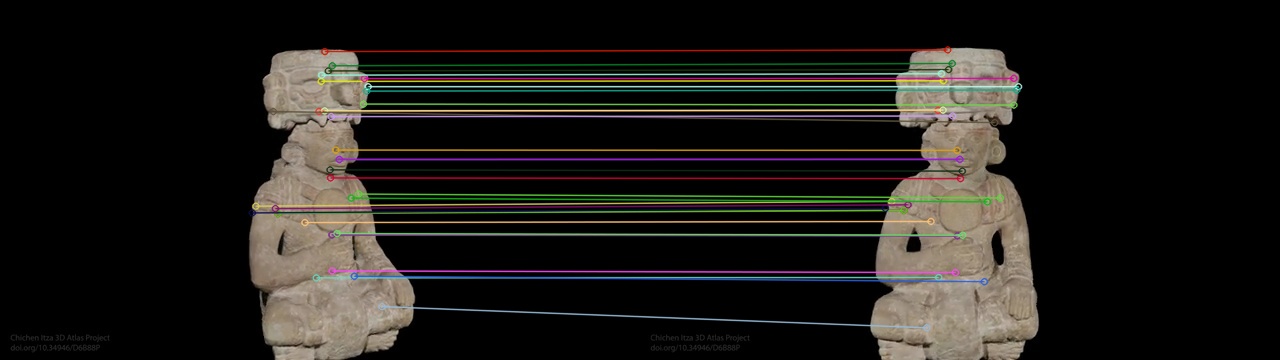 Chichen Itza 3D Atlas Project
doi.org/10.34946/D6B88P
Chichen Itza 3D Atlas Project
doi.org/10.34946/D6B88P